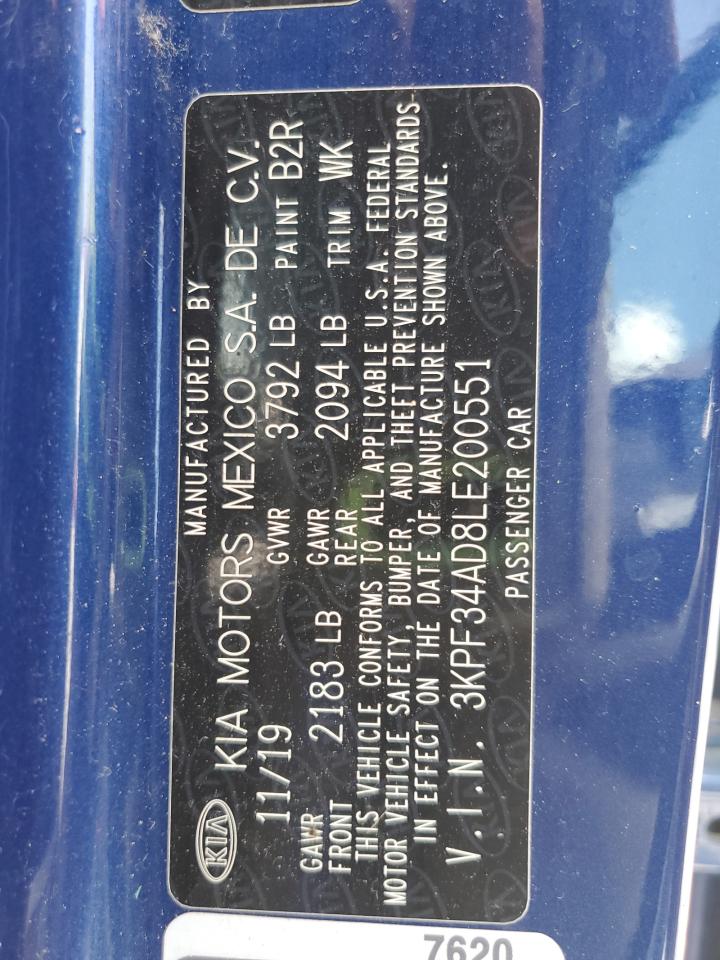 MANUFACTURED BY
KIA KIA MOTORS MEXICO S.A. DE C.V.
11/19 GVWR 3792 LB PAINT B2R
GAWR FRONT 2183 LB GAWR REAR 2094 LB TRIM WK
THIS VEHICLE CONFORMS TO ALL APPLICABLE U.S.A. FEDERAL
MOTOR VEHICLE SAFETY, BUMPER, AND THEFT PREVENTION STANDARDS
IN EFFECT ON THE DATE OF MANUFACTURE SHOWN ABOVE.
V.I.N. 3KPF34AD8LE200551
PASSENGER CAR
7620